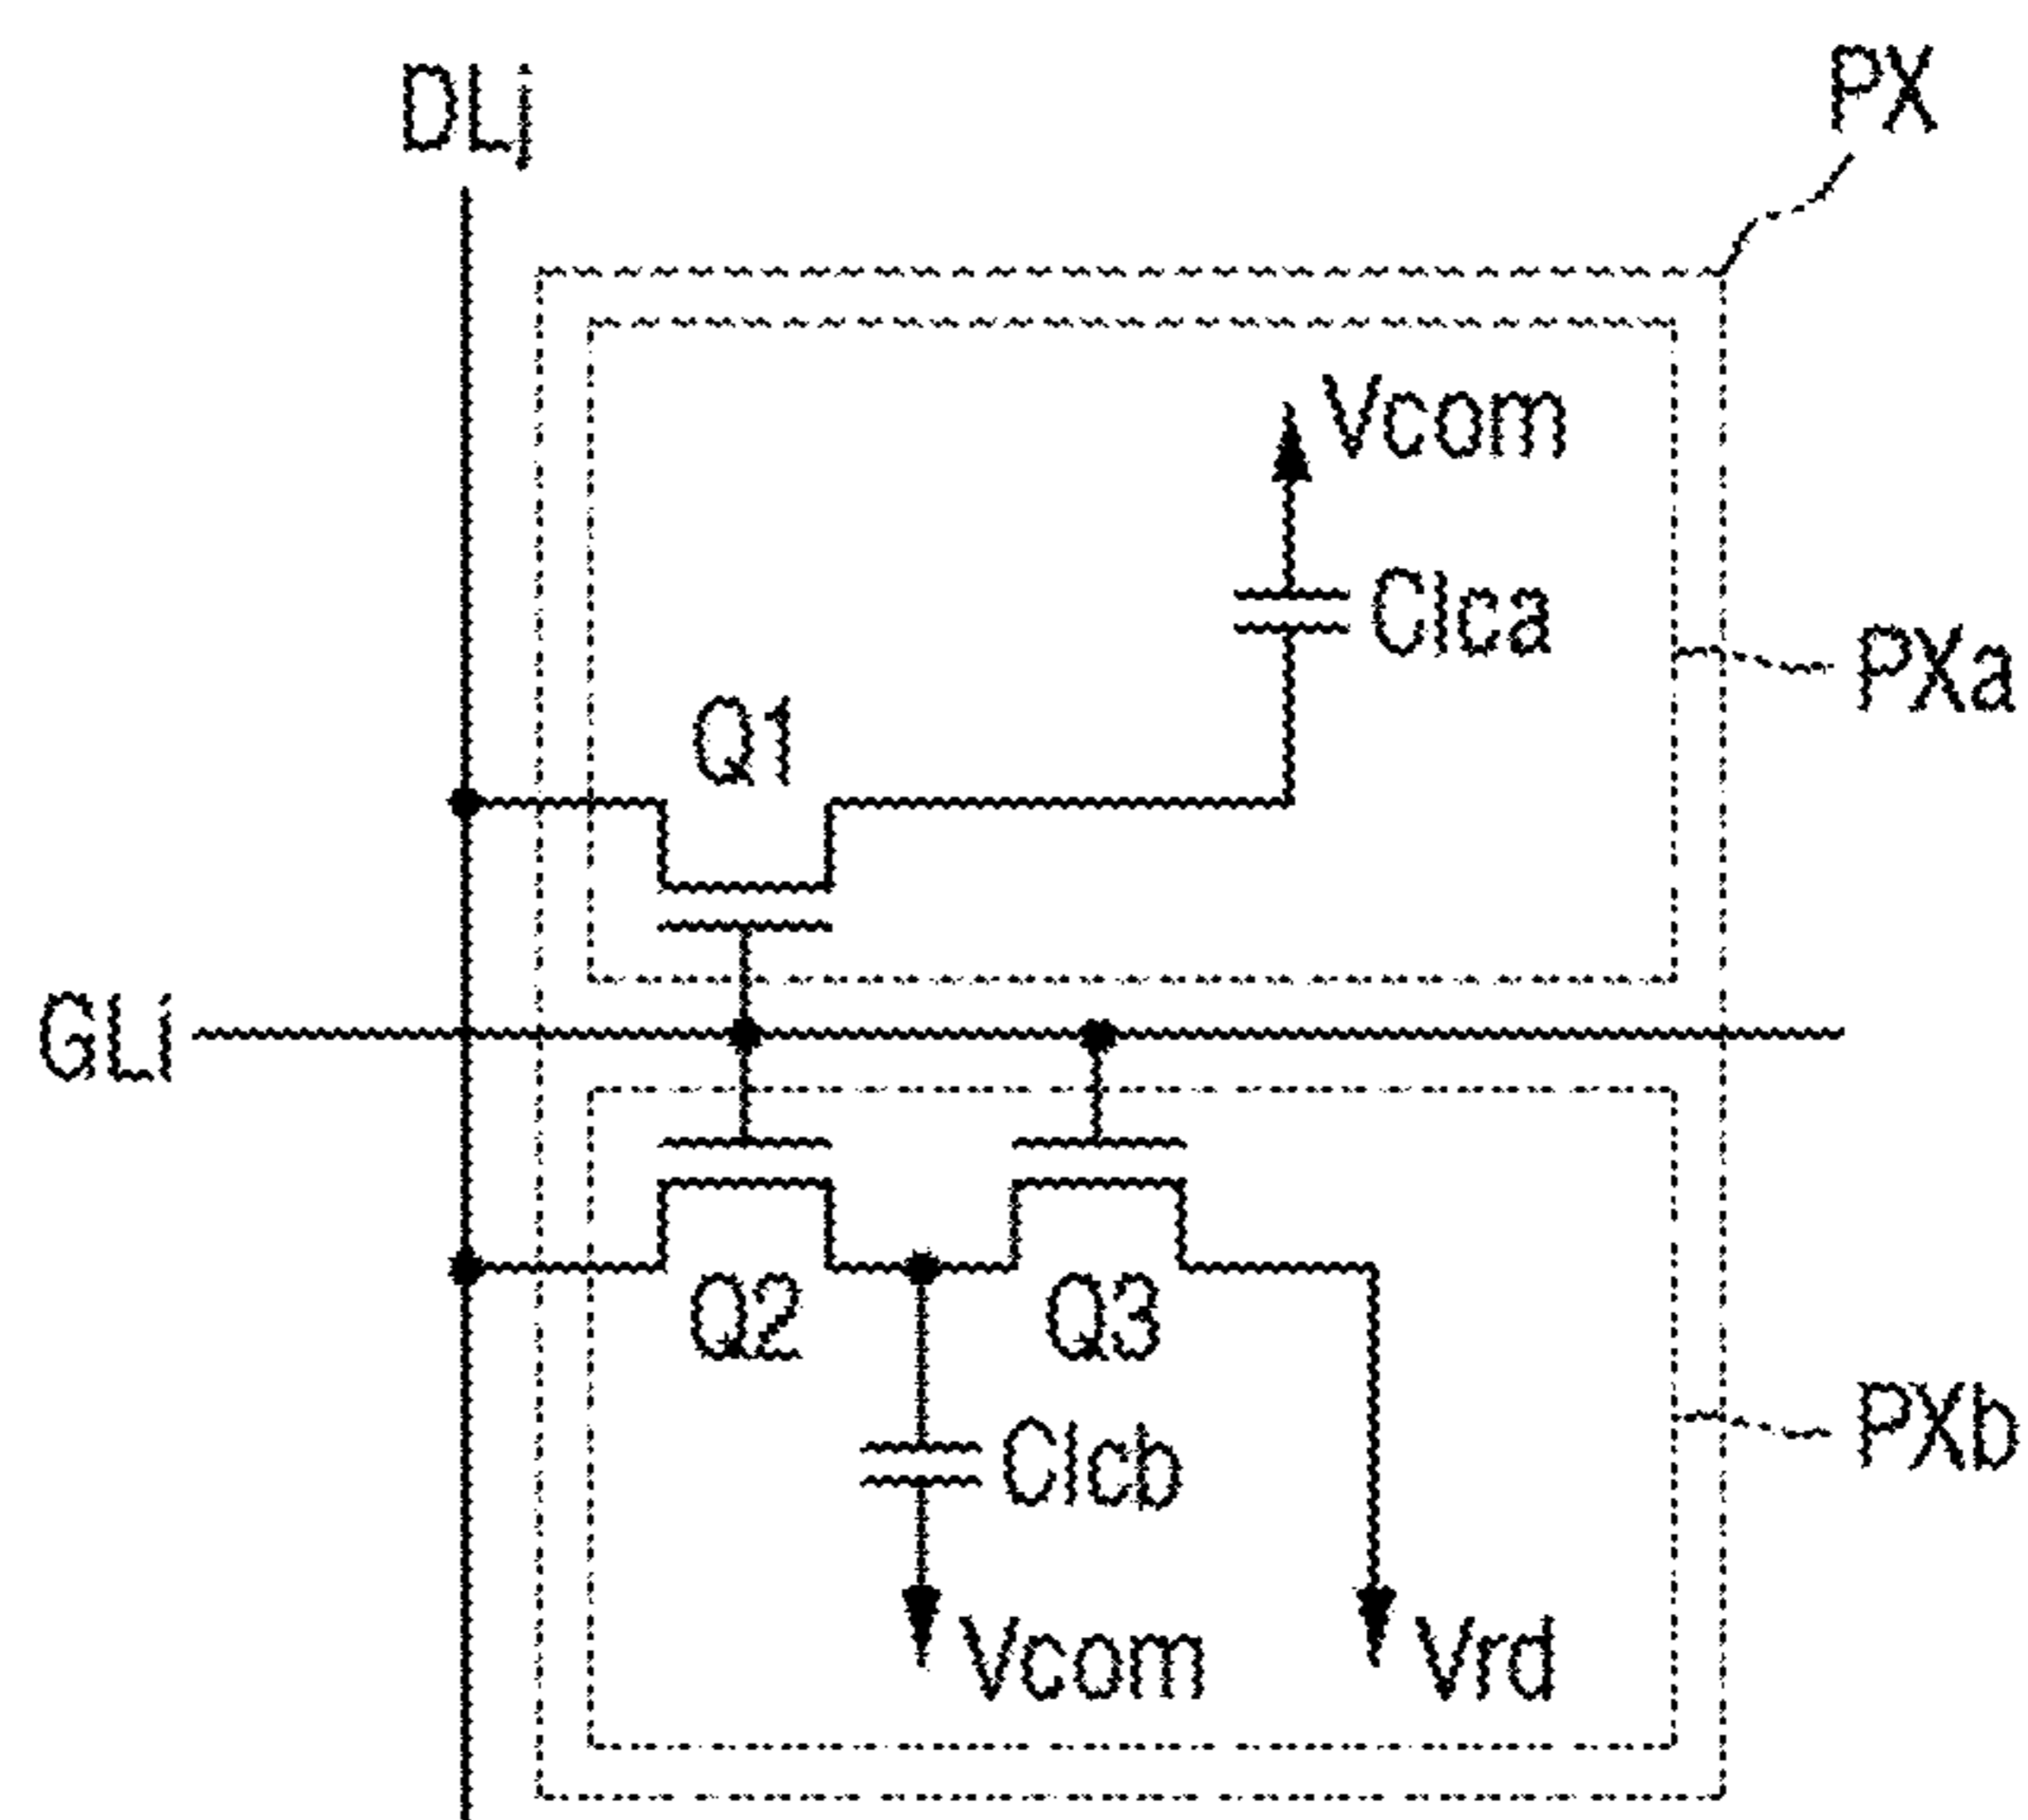 DLj
PX
Vcom
Clca
PXa
Q1
GLi
Q2
Q3
PXb
Clcb
Vcom
Vrd